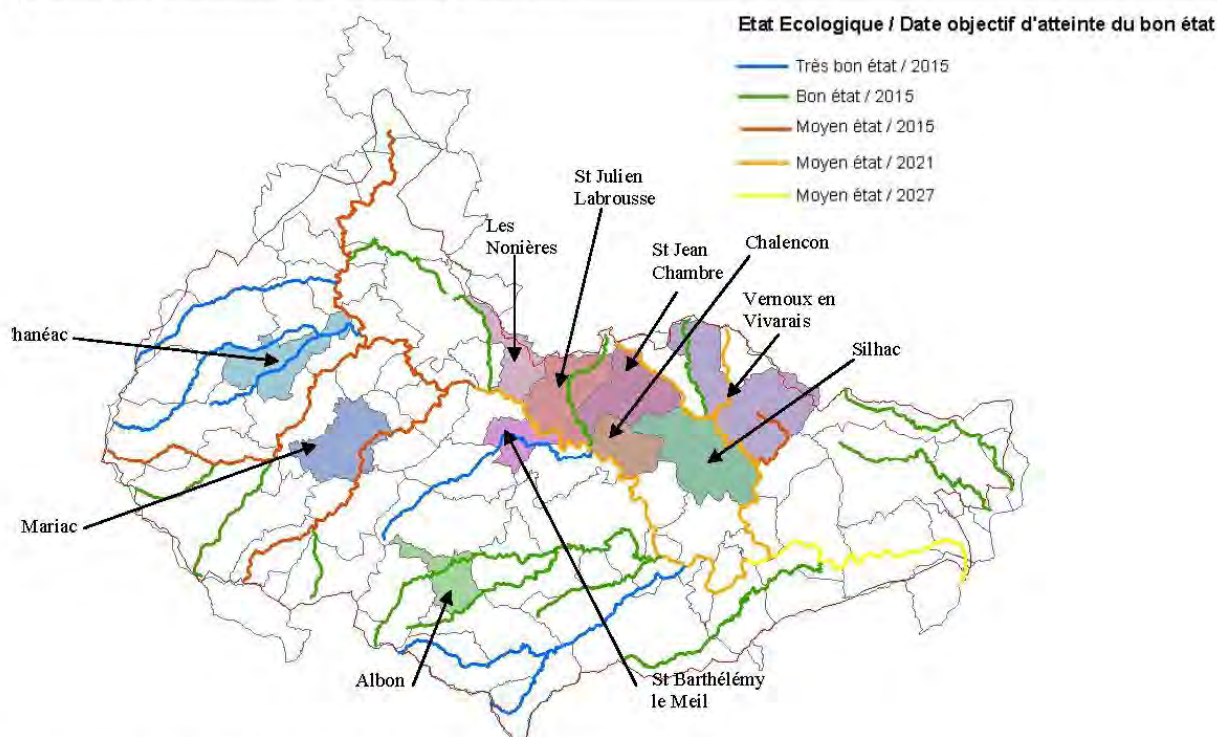 Etat Ecologique / Date objectif d'atteinte du bon état
Très bon état / 2015
Bon état / 2015
Moyen état / 2015
Moyen état / 2021
Moyen état / 2027
St Julien
Labrousse
Les
Nonières
St Jean
Chambre
Chalencon
Vernoux en
Vivarais
Silhac
hanéac
Mariac
Albon
St Barthélémy
le Meil